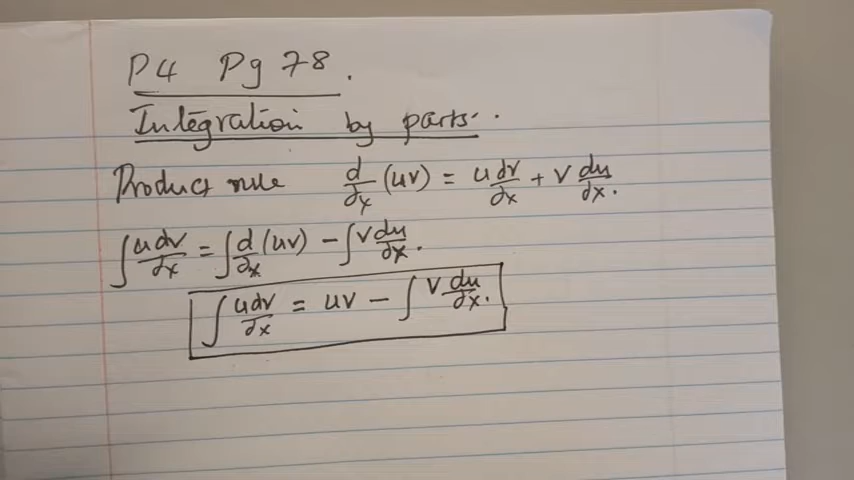 P4 Pg 78.
Integration by parts.
Product rule d/dx (uv) = u dv/dx + v du/dx.
∫ u dv/dx = ∫ d/dx (uv) − ∫ v du/dx.
∫ u dv/dx = uv − ∫ v du/dx.